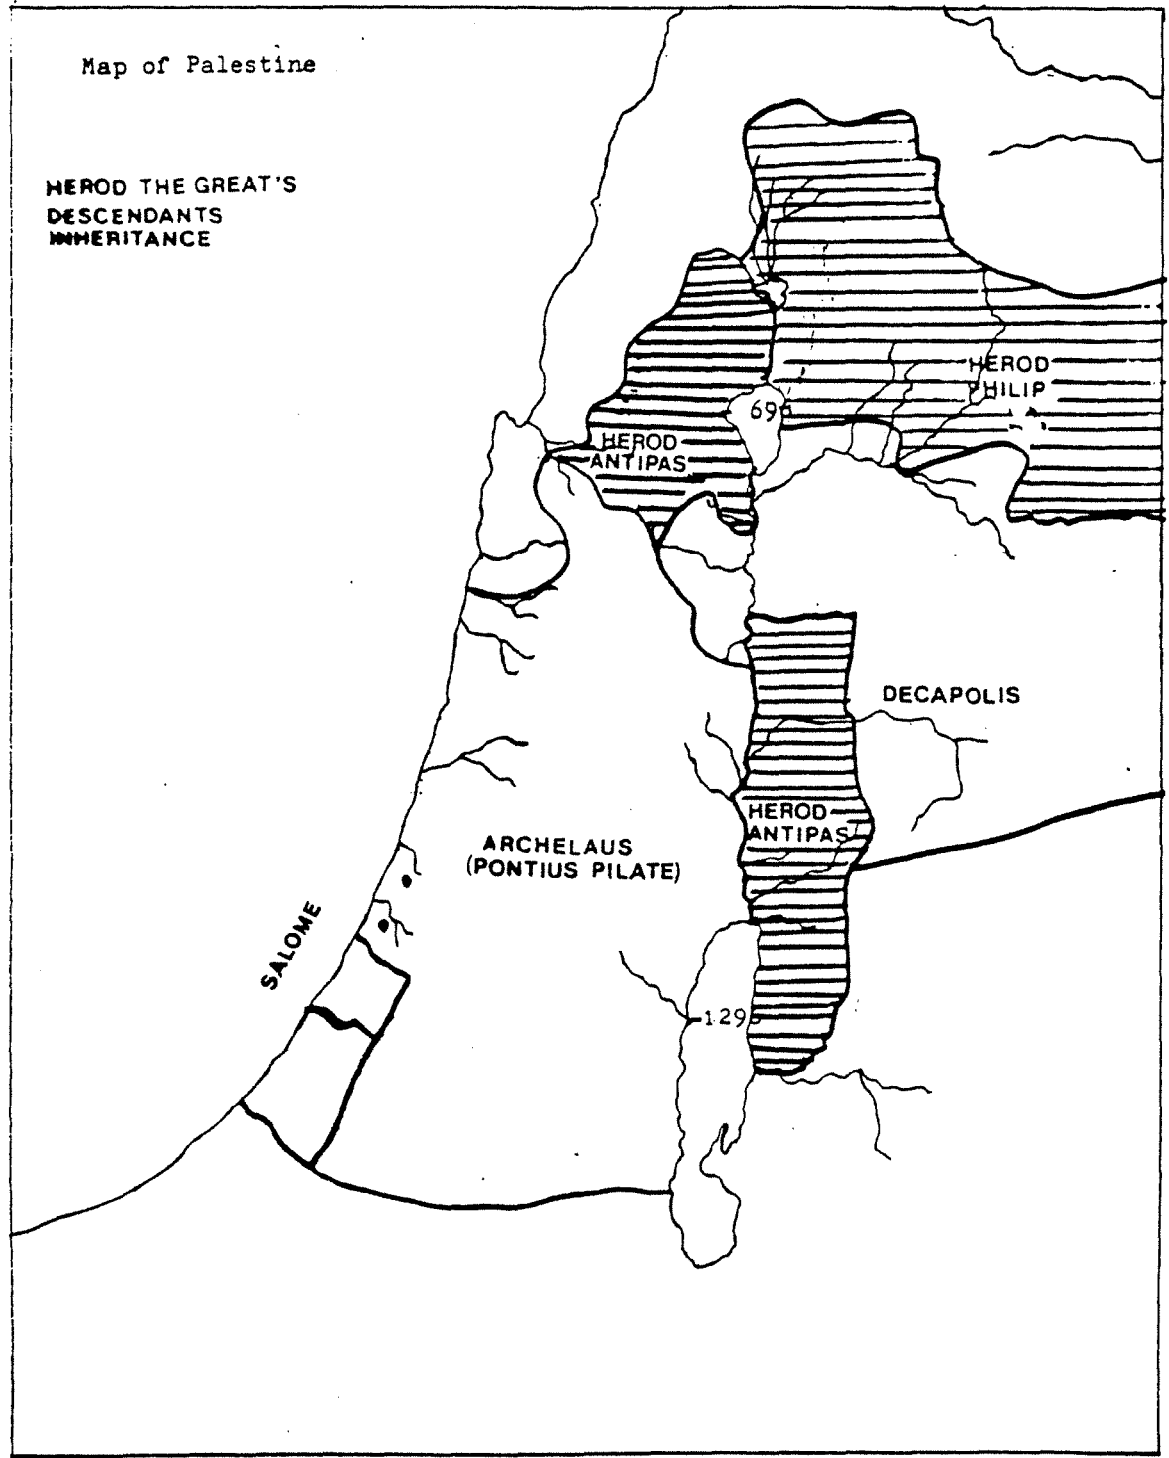 Map of Palestine
HEROD THE GREAT'S
DESCENDANTS
INHERITANCE
HEROD
PHILIP
69
HEROD
ANTIPAS
DECAPOLIS
HEROD
ANTIPAS
ARCHELAUS
(PONTIUS PILATE)
SALOME
-129